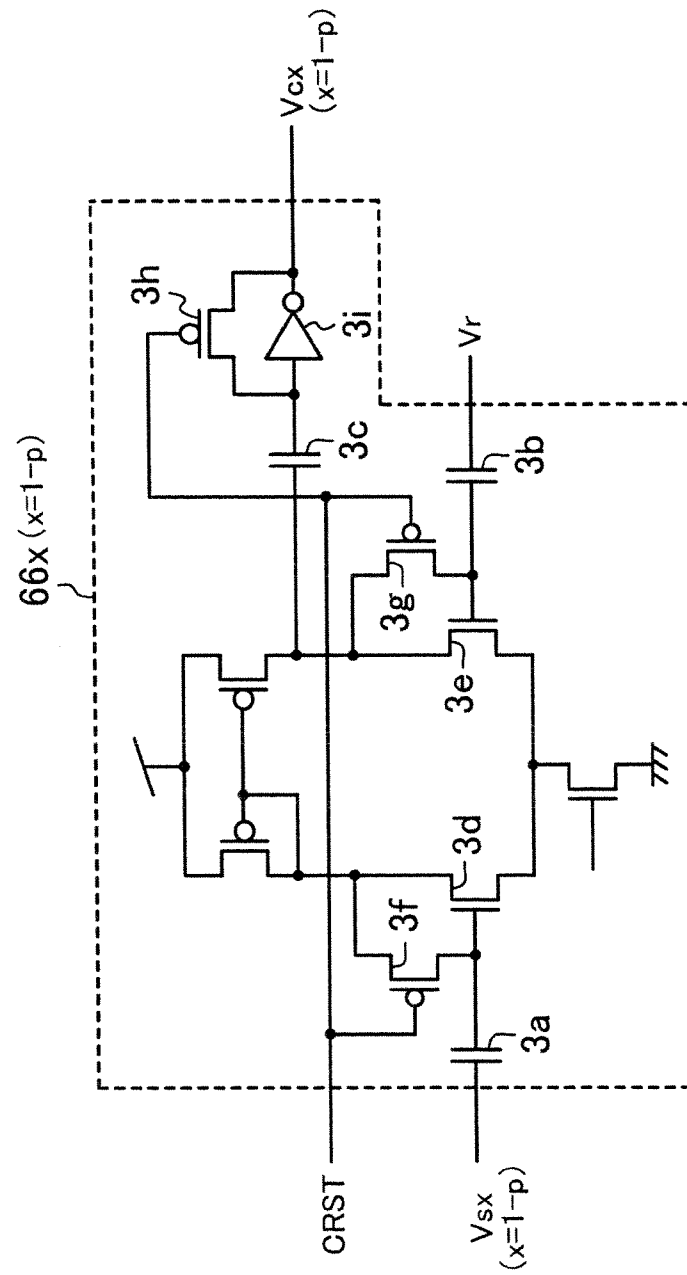 66x (x=1-p)
Vcx
(x=1-p)
3h
3i
3c
Vr
3b
3g
3e
3d
3f
3a
CRST
Vsx
(x=1-p)